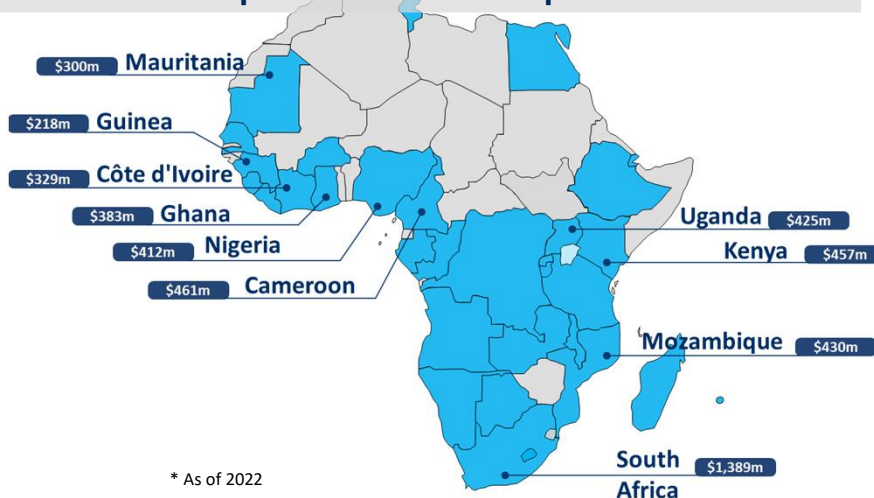 $300m Mauritania
$218m Guinea
$329m Côte d'Ivoire
$383m Ghana
$412m Nigeria
$461m Cameroon
Uganda $425m
Kenya $457m
Mozambique $430m
South
Africa
$1,389m
* As of 2022